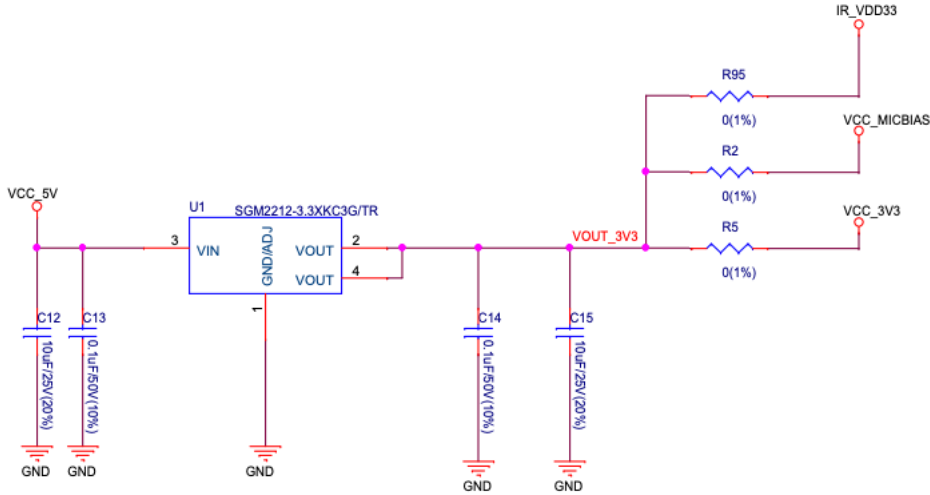 IR_VDD33
R95
0(1%)
VCC_MICBIAS
R2
0(1%)
VCC_3V3
R5
0(1%)
VCC_5V
U1
SGM2212-3.3XKC3G/TR
3
VIN
GND/ADJ
VOUT
2
VOUT
4
1
VOUT_3V3
C12
10uF/25V(20%)
C13
0.1uF/50V(10%)
C14
0.1uF/50V(10%)
C15
10uF/25V(20%)
GND
GND
GND
GND
GND